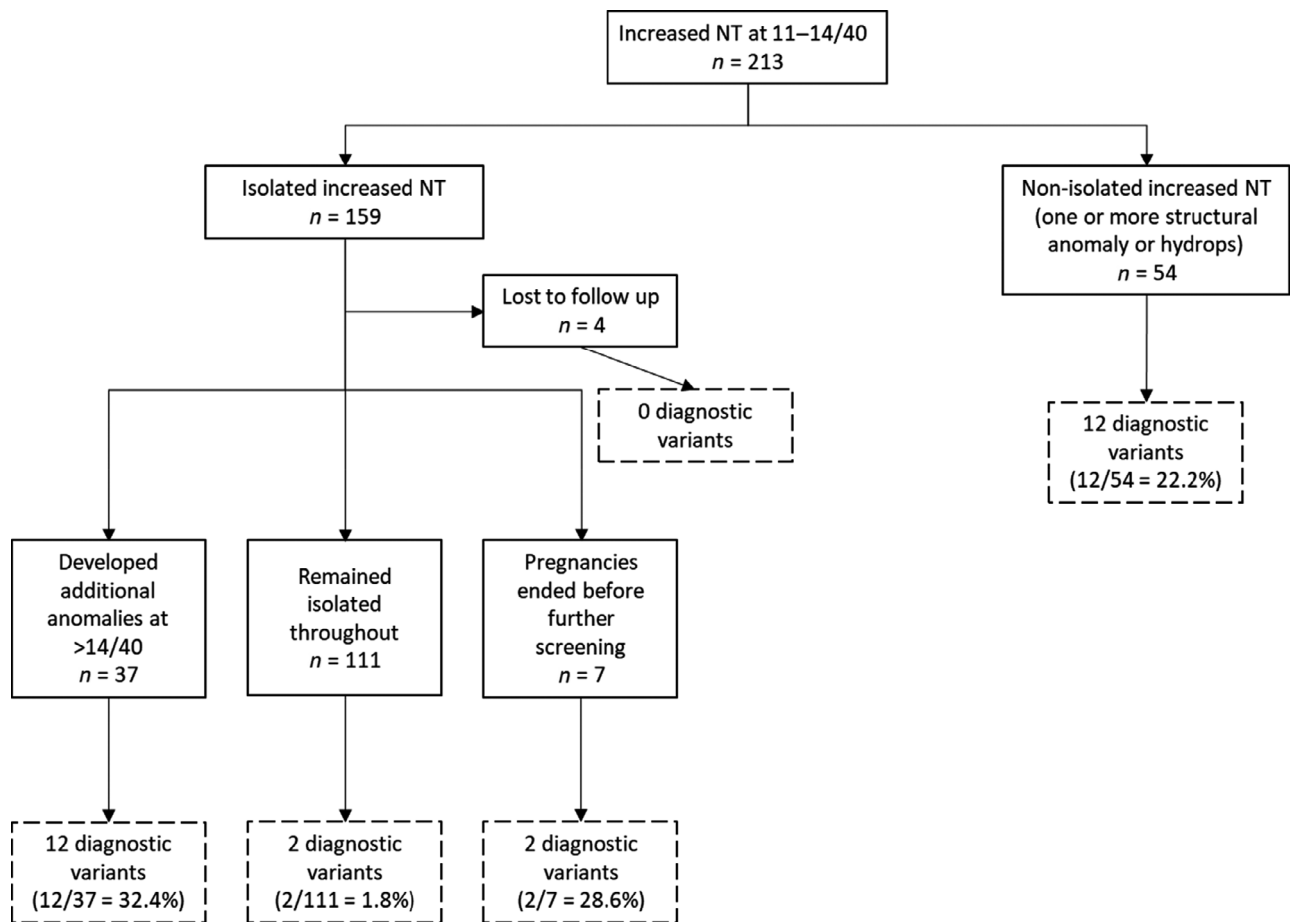 Increased NT at 11–14/40
n = 213
Isolated increased NT
n = 159
Non-isolated increased NT
(one or more structural
anomaly or hydrops)
n = 54
Lost to follow up
n = 4
0 diagnostic
variants
12 diagnostic
variants
(12/54 = 22.2%)
Developed
additional
anomalies at
>14/40
n = 37
Remained
isolated
throughout
n = 111
Pregnancies
ended before
further
screening
n = 7
12 diagnostic
variants
(12/37 = 32.4%)
2 diagnostic
variants
(2/111 = 1.8%)
2 diagnostic
variants
(2/7 = 28.6%)